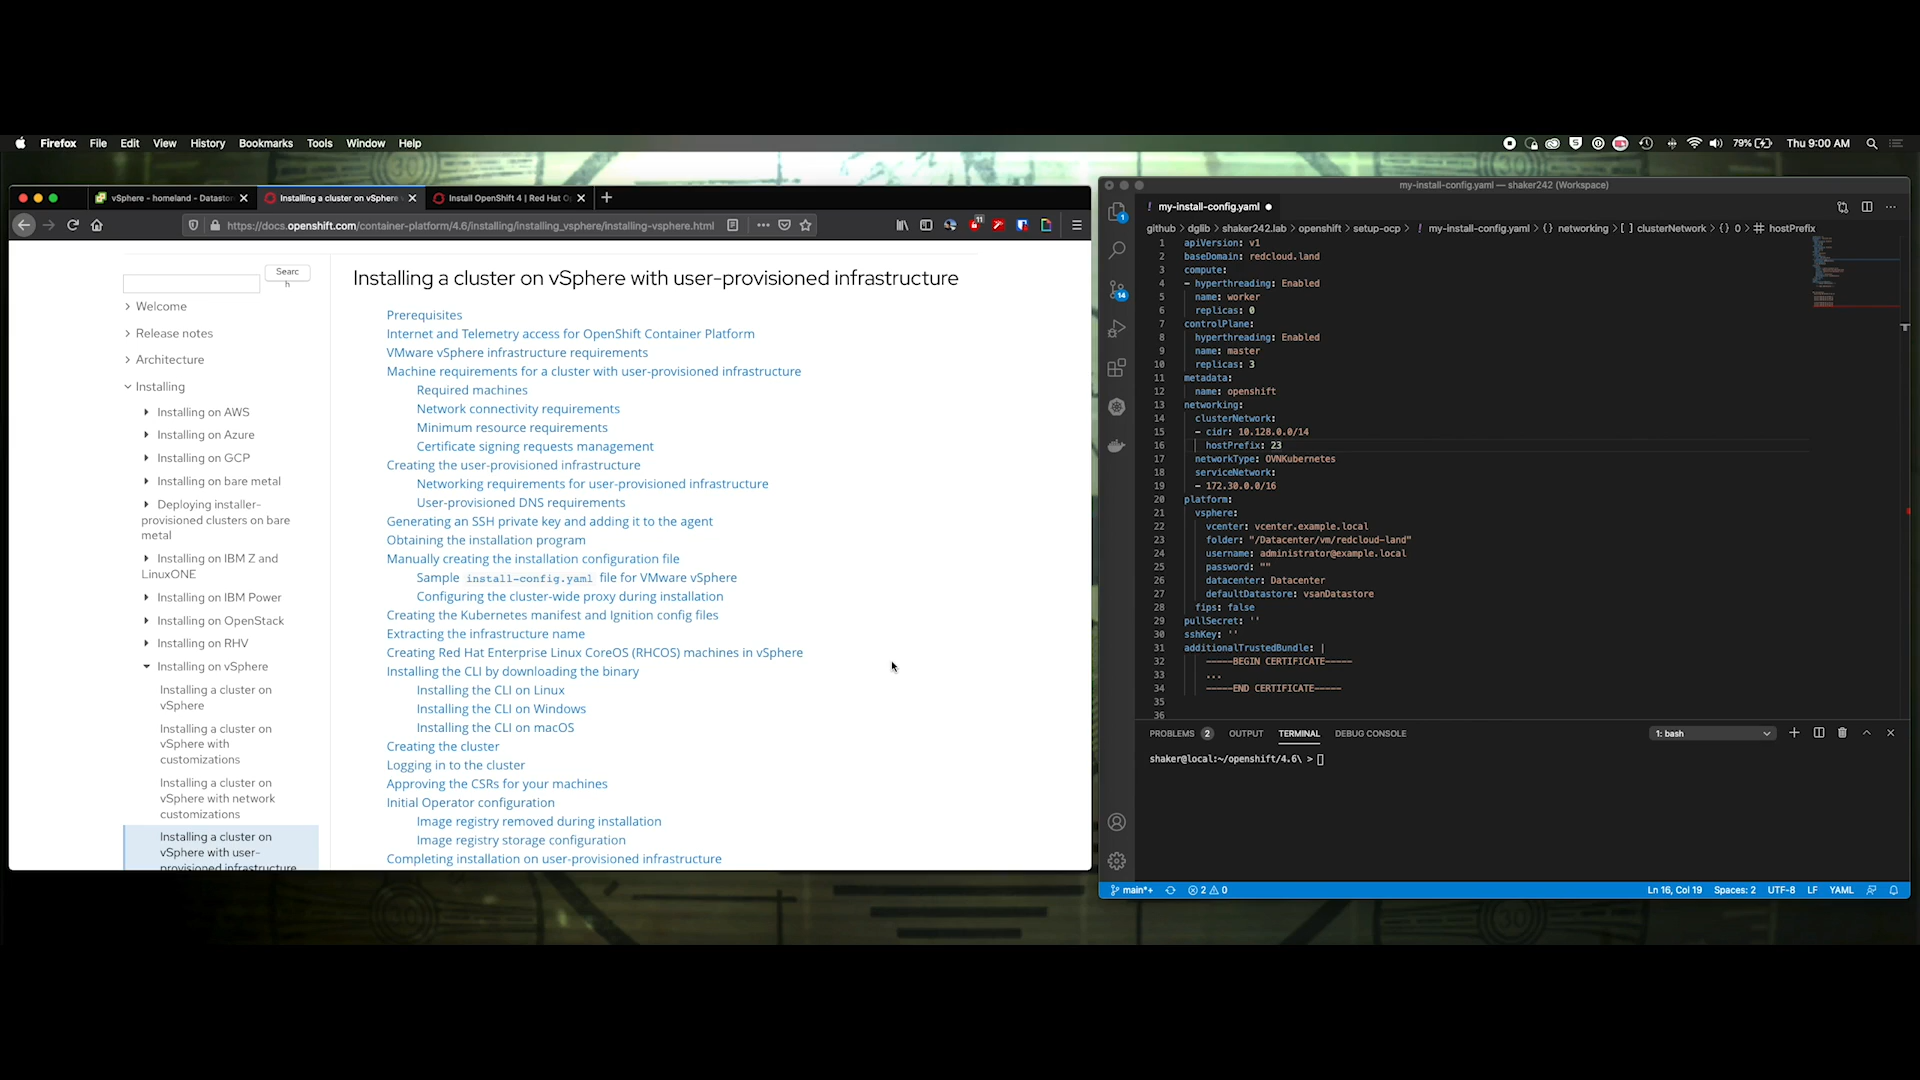 Firefox File Edit View History Bookmarks Tools Window Help
79% Thu 9:00 AM
vSphere - homeland - Datastor
Installing a cluster on vSphere
Install OpenShift 4 | Red Hat O
https://docs.openshift.com/container-platform/4.6/installing/installing_vsphere/installing-vsphere.html
11
Search
Welcome
Release notes
Architecture
Installing
Installing on AWS
Installing on Azure
Installing on GCP
Installing on bare metal
Deploying installer-
provisioned clusters on bare
metal
Installing on IBM Z and
LinuxONE
Installing on IBM Power
Installing on OpenStack
Installing on RHV
Installing on vSphere
Installing a cluster on
vSphere
Installing a cluster on
vSphere with
customizations
Installing a cluster on
vSphere with network
customizations
Installing a cluster on
vSphere with user-
provisioned infrastructure
Installing a cluster on vSphere with user-provisioned infrastructure
Prerequisites
Internet and Telemetry access for OpenShift Container Platform
VMware vSphere infrastructure requirements
Machine requirements for a cluster with user-provisioned infrastructure
Required machines
Network connectivity requirements
Minimum resource requirements
Certificate signing requests management
Creating the user-provisioned infrastructure
Networking requirements for user-provisioned infrastructure
User-provisioned DNS requirements
Generating an SSH private key and adding it to the agent
Obtaining the installation program
Manually creating the installation configuration file
Sample install-config.yaml file for VMware vSphere
Configuring the cluster-wide proxy during installation
Creating the Kubernetes manifest and Ignition config files
Extracting the infrastructure name
Creating Red Hat Enterprise Linux CoreOS (RHCOS) machines in vSphere
Installing the CLI by downloading the binary
Installing the CLI on Linux
Installing the CLI on Windows
Installing the CLI on macOS
Creating the cluster
Logging in to the cluster
Approving the CSRs for your machines
Initial Operator configuration
Image registry removed during installation
Image registry storage configuration
Completing installation on user-provisioned infrastructure
my-install-config.yaml — shaker242 (Workspace)
! my-install-config.yaml ●
github > dglib > shaker242.lab > openshift > setup-ocp > ! my-install-config.yaml > {} networking > [ ] clusterNetwork > {} 0 > # hostPrefix
1
14
1 apiVersion: v1
2 baseDomain: redcloud.land
3 compute:
4 - hyperthreading: Enabled
5 name: worker
6 replicas: 0
7 controlPlane:
8 hyperthreading: Enabled
9 name: master
10 replicas: 3
11 metadata:
12 name: openshift
13 networking:
14 clusterNetwork:
15 - cidr: 10.128.0.0/14
16 hostPrefix: 23
17 networkType: OVNKubernetes
18 serviceNetwork:
19 - 172.30.0.0/16
20 platform:
21 vsphere:
22 vcenter: vcenter.example.local
23 folder: "/Datacenter/vm/redcloud-land"
24 username: administrator@example.local
25 password: ""
26 datacenter: Datacenter
27 defaultDatastore: vsanDatastore
28 fips: false
29 pullSecret: ''
30 sshKey: ''
31 additionalTrustedBundle: |
32 -----BEGIN CERTIFICATE-----
33 ...
34 -----END CERTIFICATE-----
35
36
PROBLEMS 2 OUTPUT TERMINAL DEBUG CONSOLE 1: bash
shaker@local:~/openshift/4.6\ >
main*+ 2 0 Ln 16, Col 19 Spaces: 2 UTF-8 LF YAML